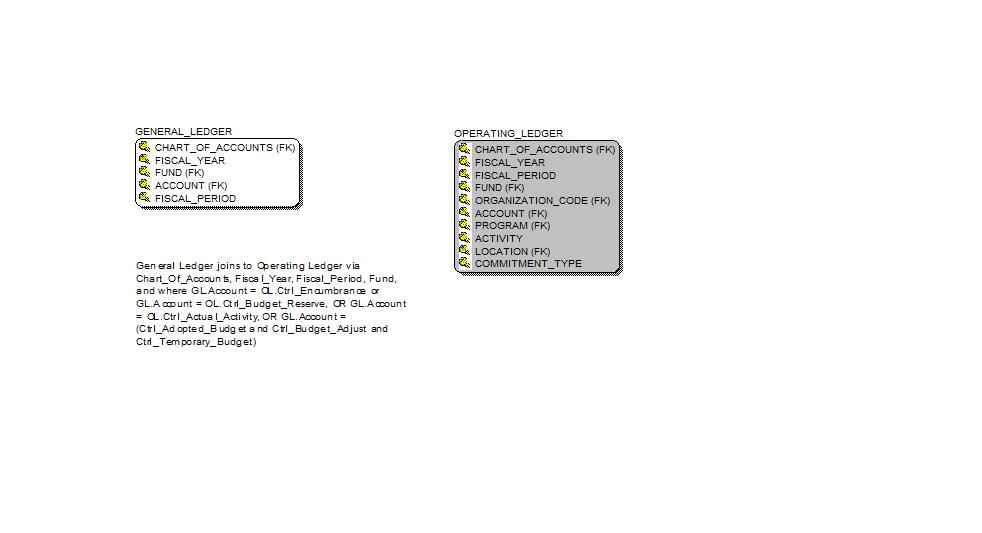 GENERAL_LEDGER
CHART_OF_ACCOUNTS (FK)
FISCAL_YEAR
FUND (FK)
ACCOUNT (FK)
FISCAL_PERIOD
OPERATING_LEDGER
CHART_OF_ACCOUNTS (FK)
FISCAL_YEAR
FISCAL_PERIOD
FUND (FK)
ORGANIZATION_CODE (FK)
ACCOUNT (FK)
PROGRAM (FK)
ACTIVITY
LOCATION (FK)
COMMITMENT_TYPE
General Ledger joins to Operating Ledger via
Chart_Of_Accounts, Fiscal_Year, Fiscal_Period, Fund,
and where GL.Account = OL.Ctrl_Encumbrance or
GL.Account = OL.Ctrl_Budget_Reserve, OR GL.Account
= OL.Ctrl_Actual_Activity, OR GL.Account =
(Ctrl_Adopted_Budget and Ctrl_Budget_Adjust and
Ctrl_Temporary_Budget)